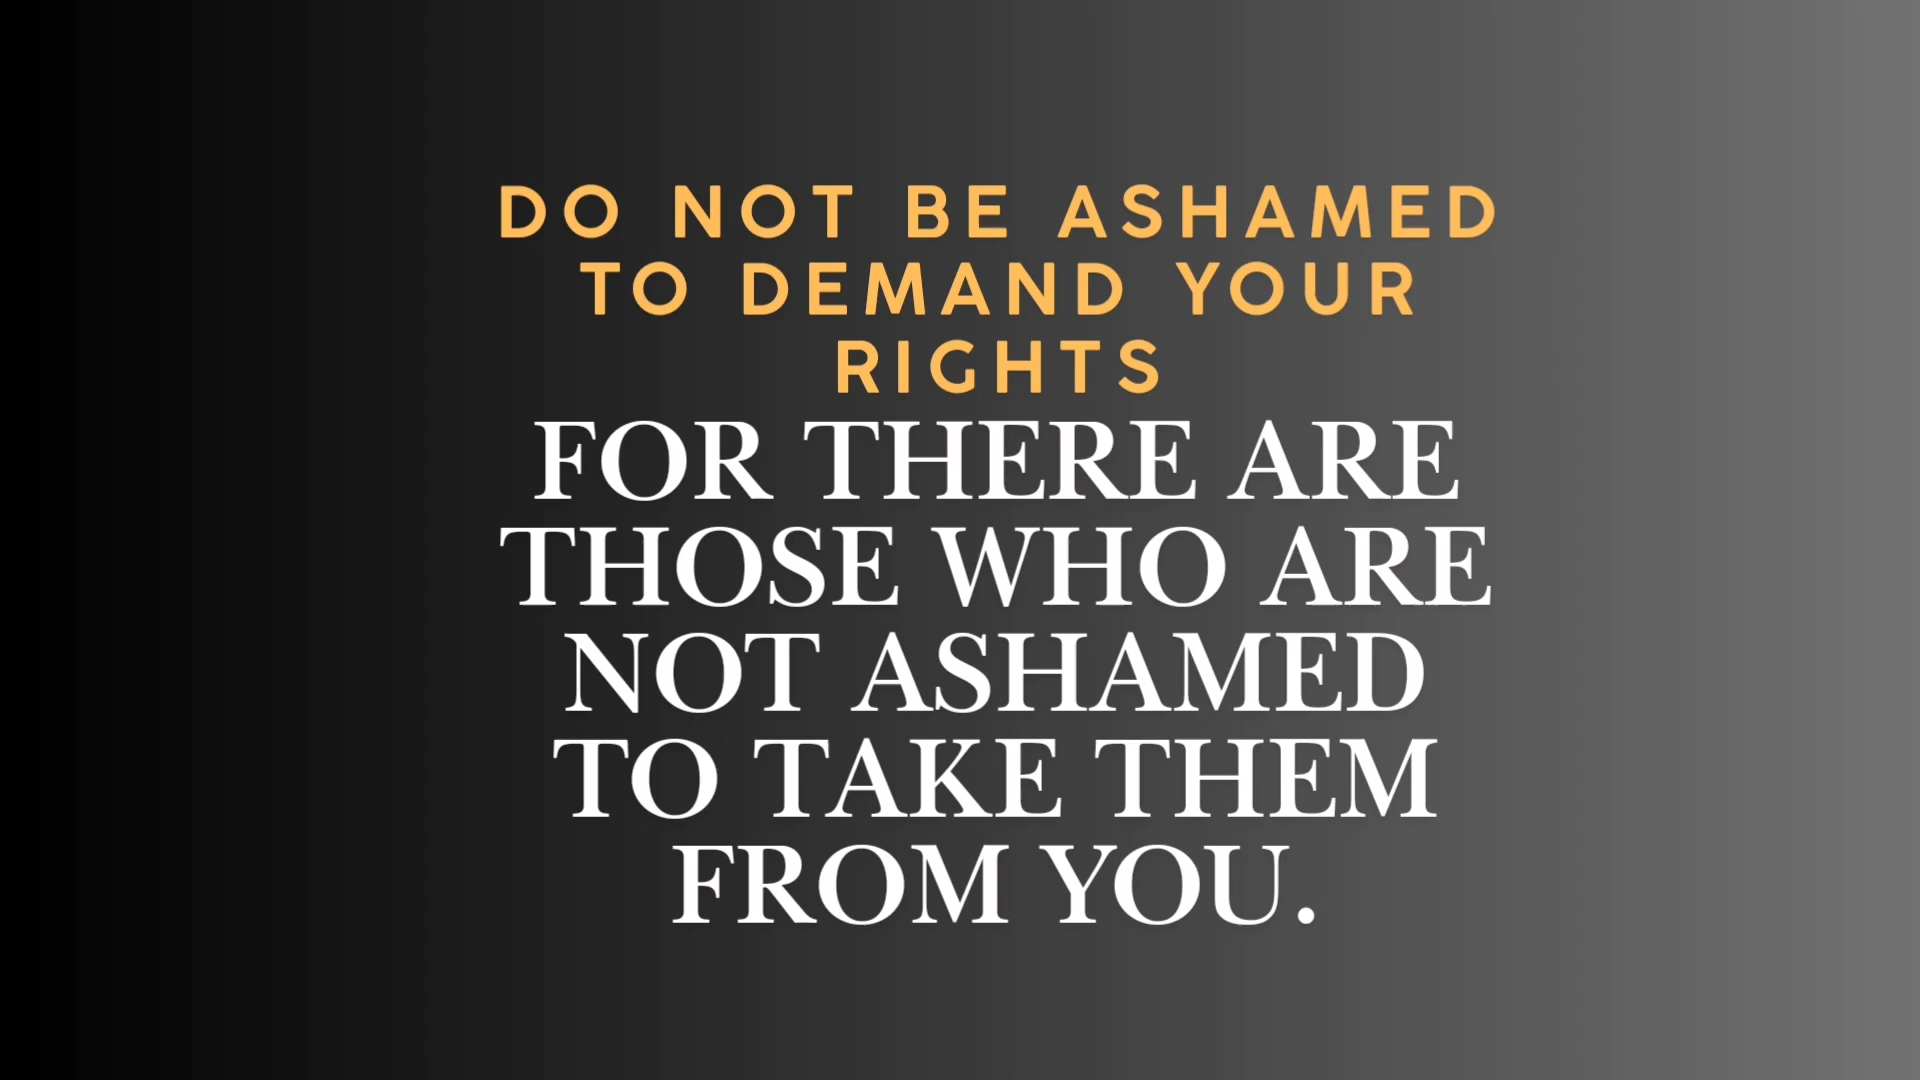 DO NOT BE ASHAMED
TO DEMAND YOUR
RIGHTS
FOR THERE ARE
THOSE WHO ARE
NOT ASHAMED
TO TAKE THEM
FROM YOU.